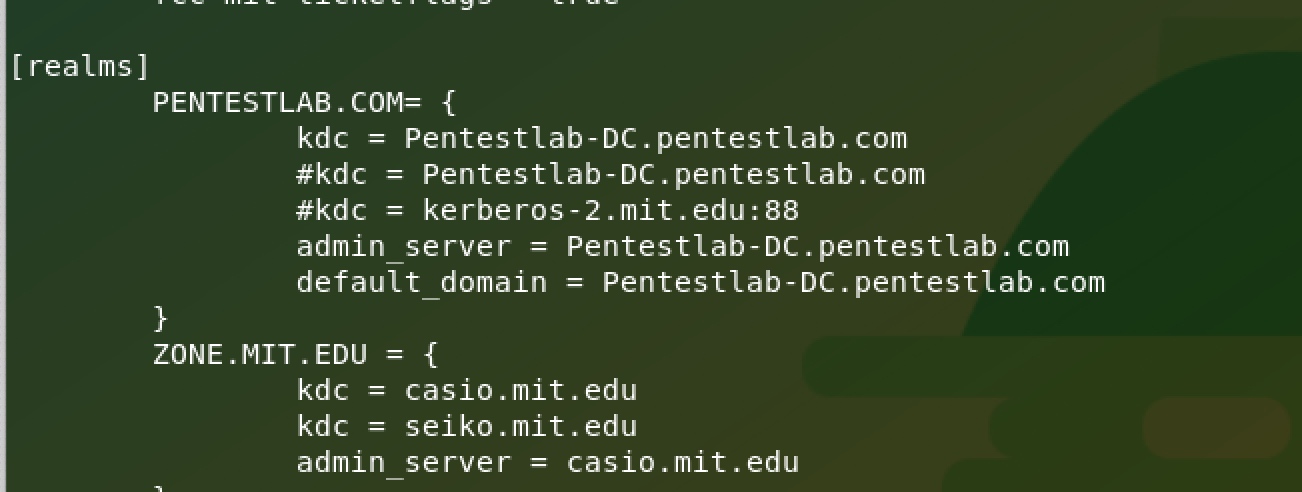 [realms]
PENTESTLAB.COM= {
kdc = Pentestlab-DC.pentestlab.com
#kdc = Pentestlab-DC.pentestlab.com
#kdc = kerberos-2.mit.edu:88
admin_server = Pentestlab-DC.pentestlab.com
default_domain = Pentestlab-DC.pentestlab.com
}
ZONE.MIT.EDU = {
kdc = casio.mit.edu
kdc = seiko.mit.edu
admin_server = casio.mit.edu
}